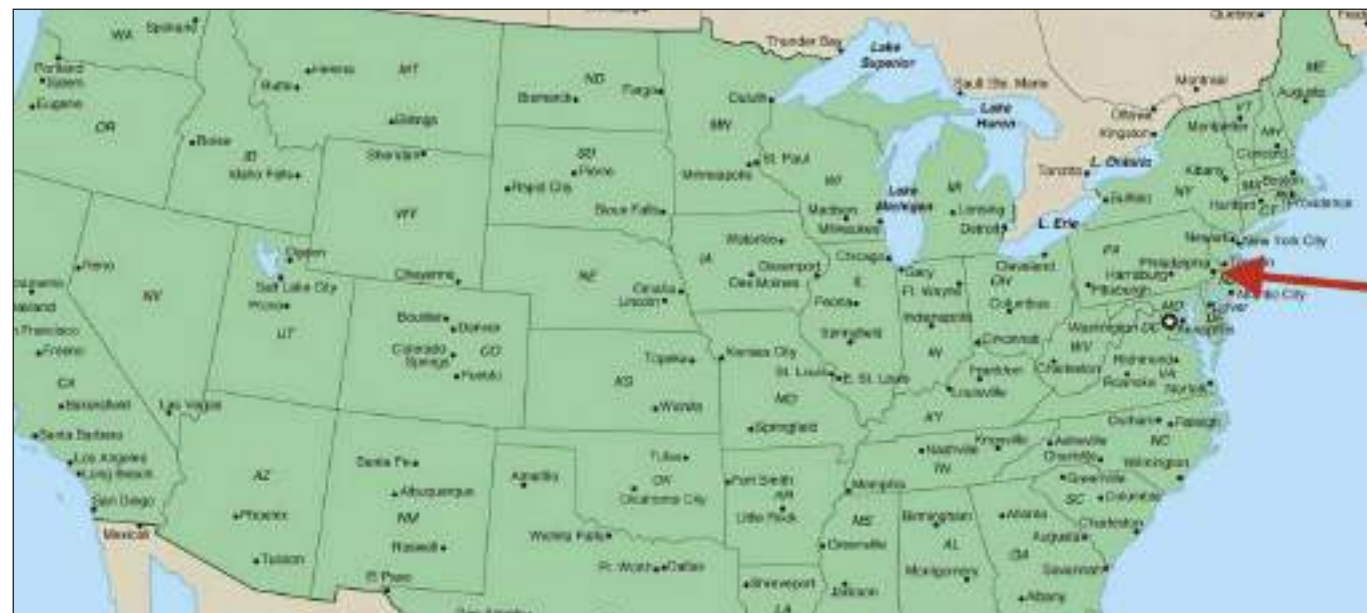 Quebec
Spokane
WA
Thunder Bay
Lake
Superior
Portland
Salem
Helena
MT
ND
Sault Ste. Marie
Montreal
ME
Eugene
Butte
Bismarck
Fargo
Duluth
Lake
Huron
Ottawa
VT
Augusta
OR
Billings
MN
Kingston
Montpelier
Boise
ID
Sheridan
SD
Pierre
St. Paul
Minneapolis
WI
Toronto
L. Ontario
Concord
Idaho Falls
Rapid City
Lake
Michigan
Lansing
Buffalo
NY
Boston
WY
Sioux Falls
Madison
Milwaukee
Detroit
L. Erie
Hartford
CT
Providence
Reno
Ogden
Waterloo
IA
Chicago
PA
Newark
New York City
NV
Salt Lake City
Cheyenne
NE
Davenport
Des Moines
Gary
Cleveland
Philadelphia
Harrisburg
Provo
Omaha
Lincoln
IL
Peoria
Ft. Wayne
OH
Columbus
Pittsburgh
UT
Boulder
Denver
Springfield
Indianapolis
Washington DC
MD
Annapolis
Fresno
Colorado
Springs
CO
Topeka
Kansas City
IN
Cincinnati
WV
CA
Pueblo
KS
St. Louis
E. St. Louis
Frankfort
Charleston
Richmond
VA
Roanoke
Bakersfield
Las Vegas
Wichita
MO
Louisville
Norfolk
Santa Barbara
Springfield
KY
Durham
Raleigh
Los Angeles
Long Beach
AZ
Santa Fe
Tulsa
Nashville
Knoxville
Asheville
NC
San Diego
Albuquerque
Amarillo
OK
Oklahoma City
Fort Smith
Memphis
TN
Charlotte
Wilmington
Phoenix
NM
AR
Little Rock
Greenville
SC
Columbia
Mexicali
Roswell
Wichita Falls
MS
Birmingham
Atlanta
Charleston
Tucson
Greenville
AL
GA
Augusta
El Paso
Ft. Worth
Dallas
Shreveport
Jackson
Montgomery
Savannah
LA
Albany